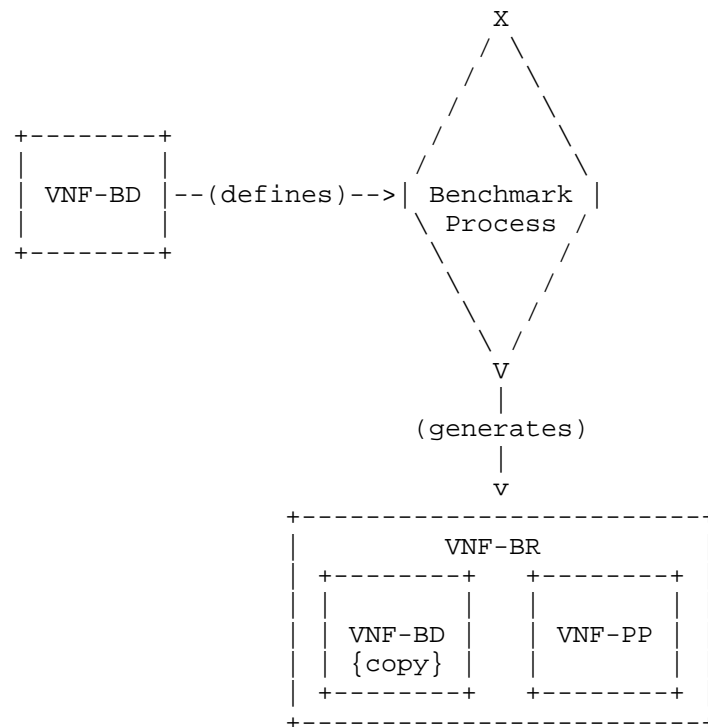 X
VNF-BD --(defines)-->| Benchmark |
Process
V
(generates)
v
VNF-BR
VNF-BD VNF-PP
{copy}